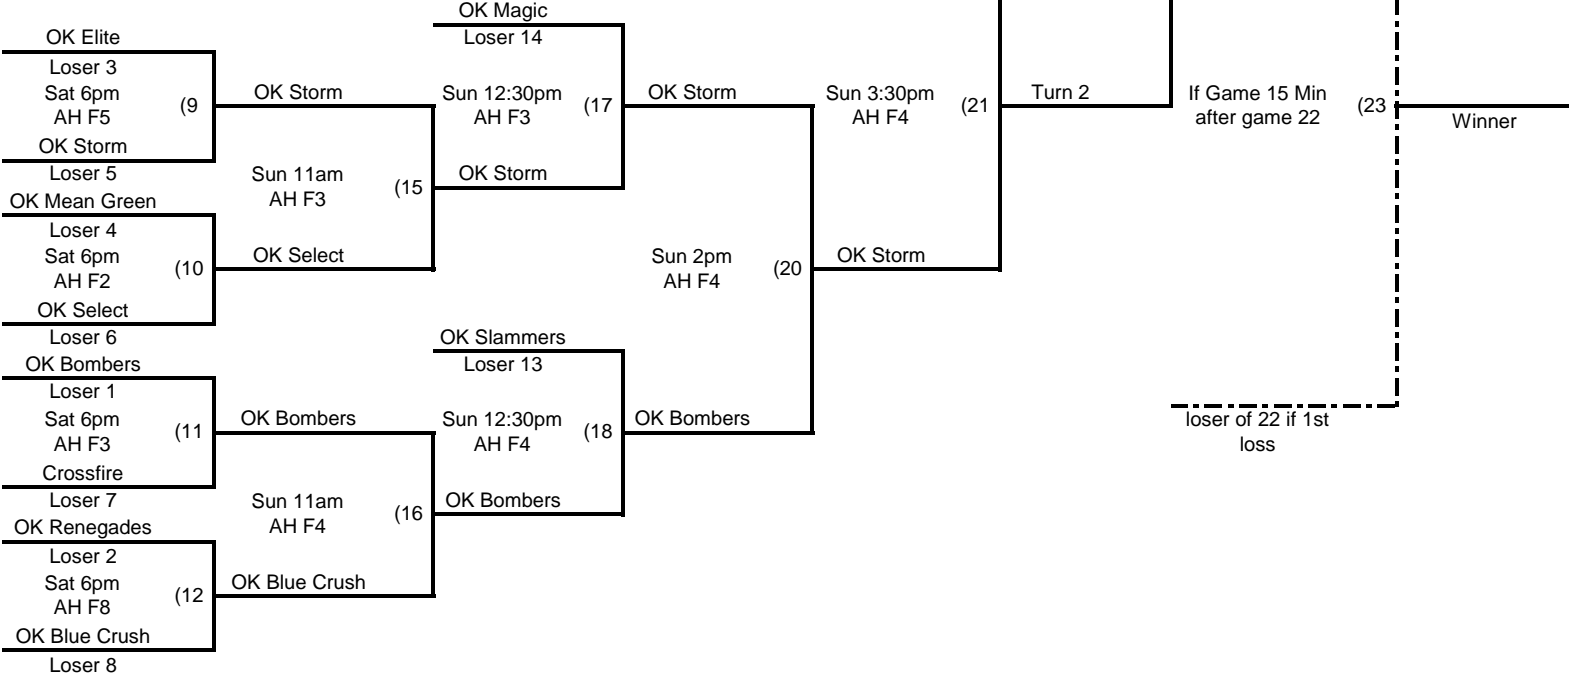 OK Magic
OK Elite
Loser 14
Loser 3
Sat 6pm
AH F5
(9
OK Storm
Sun 12:30pm
AH F3
(17
OK Storm
Sun 3:30pm
AH F4
(21
Turn 2
If Game 15 Min
after game 22
(23
Winner
OK Storm
Loser 5
Sun 11am
AH F3
(15
OK Storm
OK Mean Green
Loser 4
Sat 6pm
AH F2
(10
OK Select
Sun 2pm
AH F4
(20
OK Storm
OK Select
Loser 6
OK Slammers
Loser 13
OK Bombers
Loser 1
Sat 6pm
AH F3
(11
OK Bombers
Sun 12:30pm
AH F4
(18
OK Bombers
loser of 22 if 1st
loss
Crossfire
Loser 7
Sun 11am
AH F4
(16
OK Bombers
OK Renegades
Loser 2
Sat 6pm
AH F8
(12
OK Blue Crush
OK Blue Crush
Loser 8